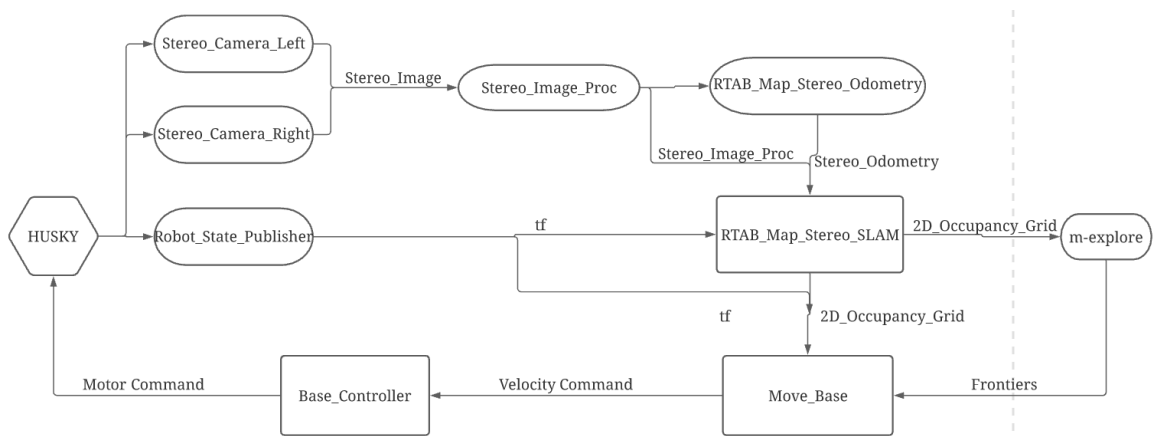 Stereo_Camera_Left
Stereo_Image
Stereo_Image_Proc
RTAB_Map_Stereo_Odometry
Stereo_Camera_Right
Stereo_Image_Proc
Stereo_Odometry
HUSKY
Robot_State_Publisher
tf
RTAB_Map_Stereo_SLAM
2D_Occupancy_Grid
m-explore
tf
2D_Occupancy_Grid
Motor Command
Base_Controller
Velocity Command
Move_Base
Frontiers